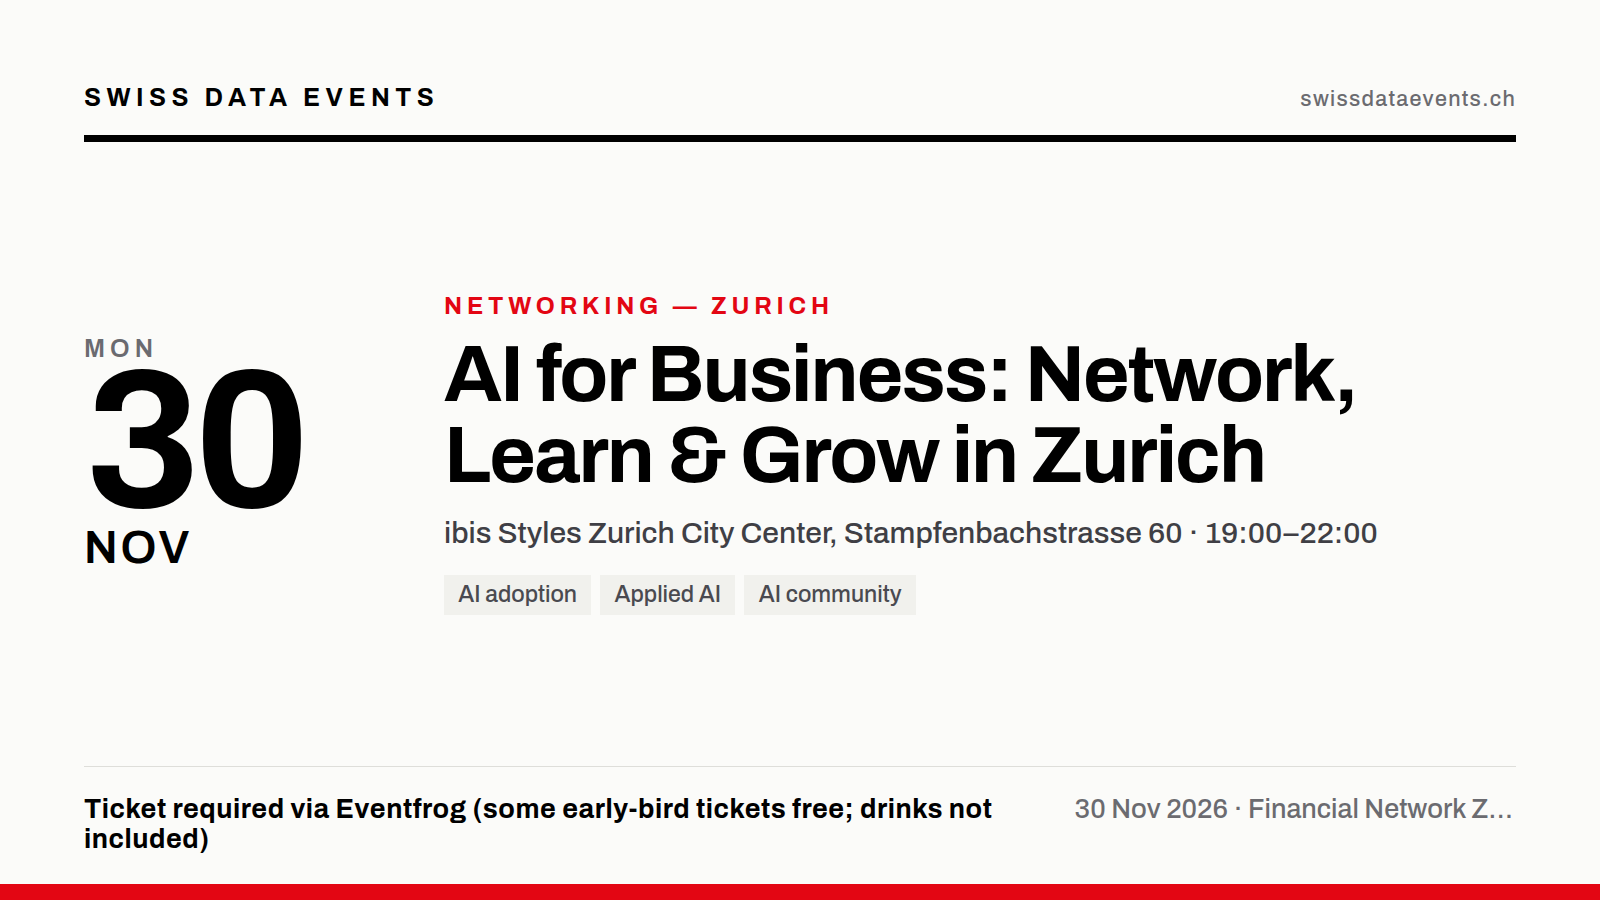 SWISS DATA EVENTS
swissdataevents.ch
NETWORKING — ZURICH
MON
30
NOV
AI for Business: Network,
Learn & Grow in Zurich
ibis Styles Zurich City Center, Stampfenbachstrasse 60 · 19:00–22:00
AI adoption
Applied AI
AI community
Ticket required via Eventfrog (some early-bird tickets free; drinks not
included)
30 Nov 2026 · Financial Network Z…